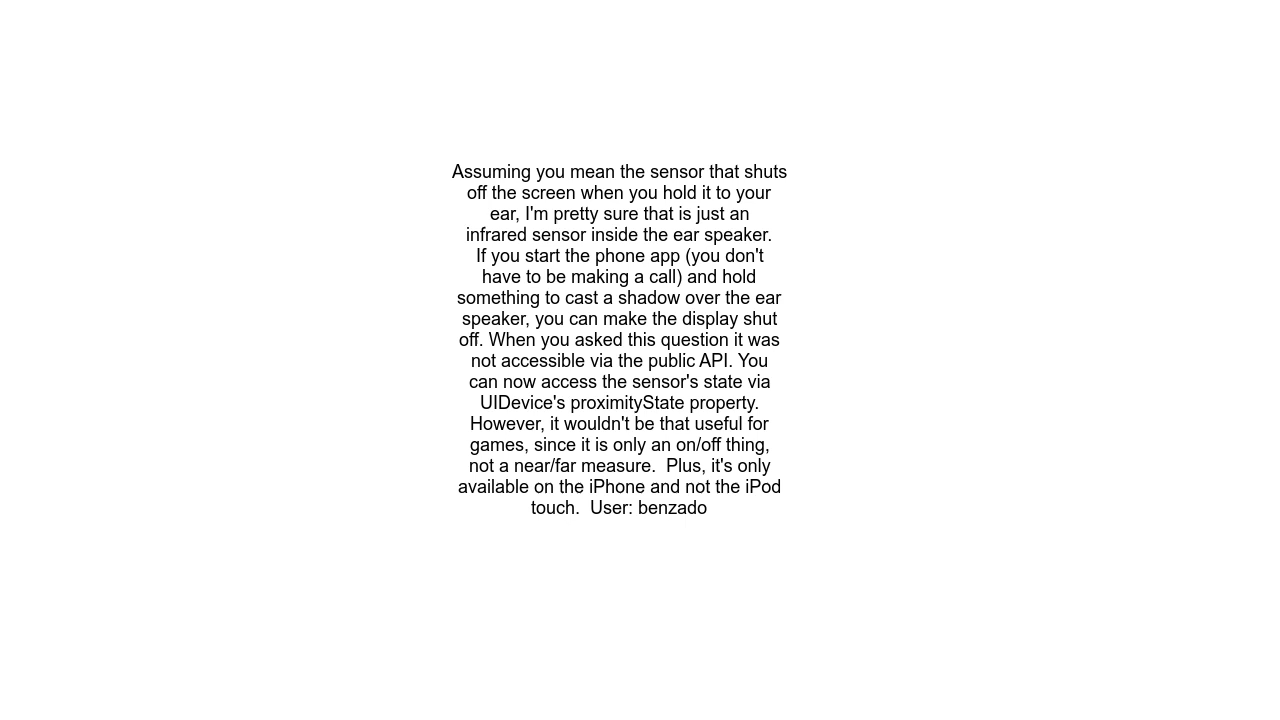 Assuming you mean the sensor that shuts
off the screen when you hold it to your
ear, I'm pretty sure that is just an
infrared sensor inside the ear speaker.
If you start the phone app (you don't
have to be making a call) and hold
something to cast a shadow over the ear
speaker, you can make the display shut
off. When you asked this question it was
not accessible via the public API. You
can now access the sensor's state via
UIDevice's proximityState property.
However, it wouldn't be that useful for
games, since it is only an on/off thing,
not a near/far measure.  Plus, it's only
available on the iPhone and not the iPod
touch.  User: benzado